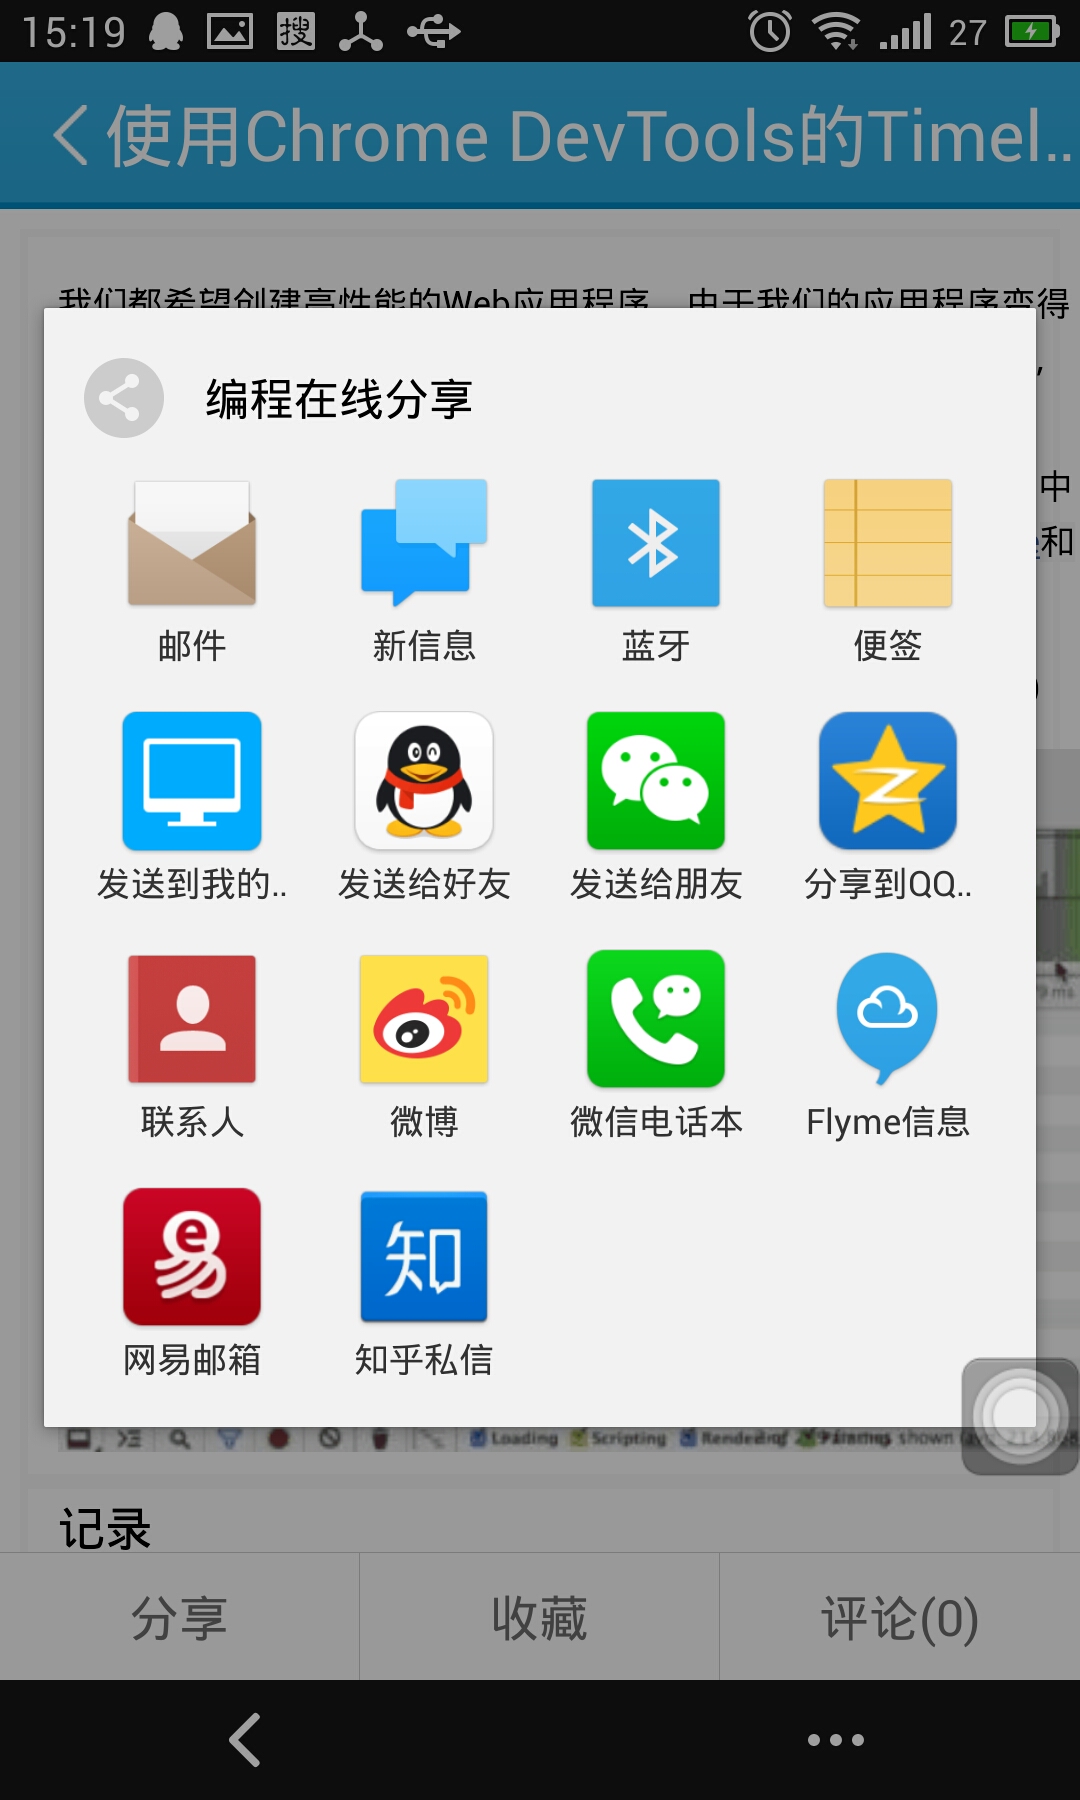 15:19
搜
27
使用Chrome DevTools的Timel..
我们都希望创建高性能的Web应用程序 由于我们的应用程序变得
，
中
和
)
编程在线分享
邮件
新信息
蓝牙
便签
发送到我的..
发送给好友
发送给朋友
分享到QQ..
联系人
微博
微信电话本
Flyme信息
易
知
网易邮箱
知乎私信
ms
Loading Scripting Rendering Painting shown
记录
分享
收藏
评论(0)